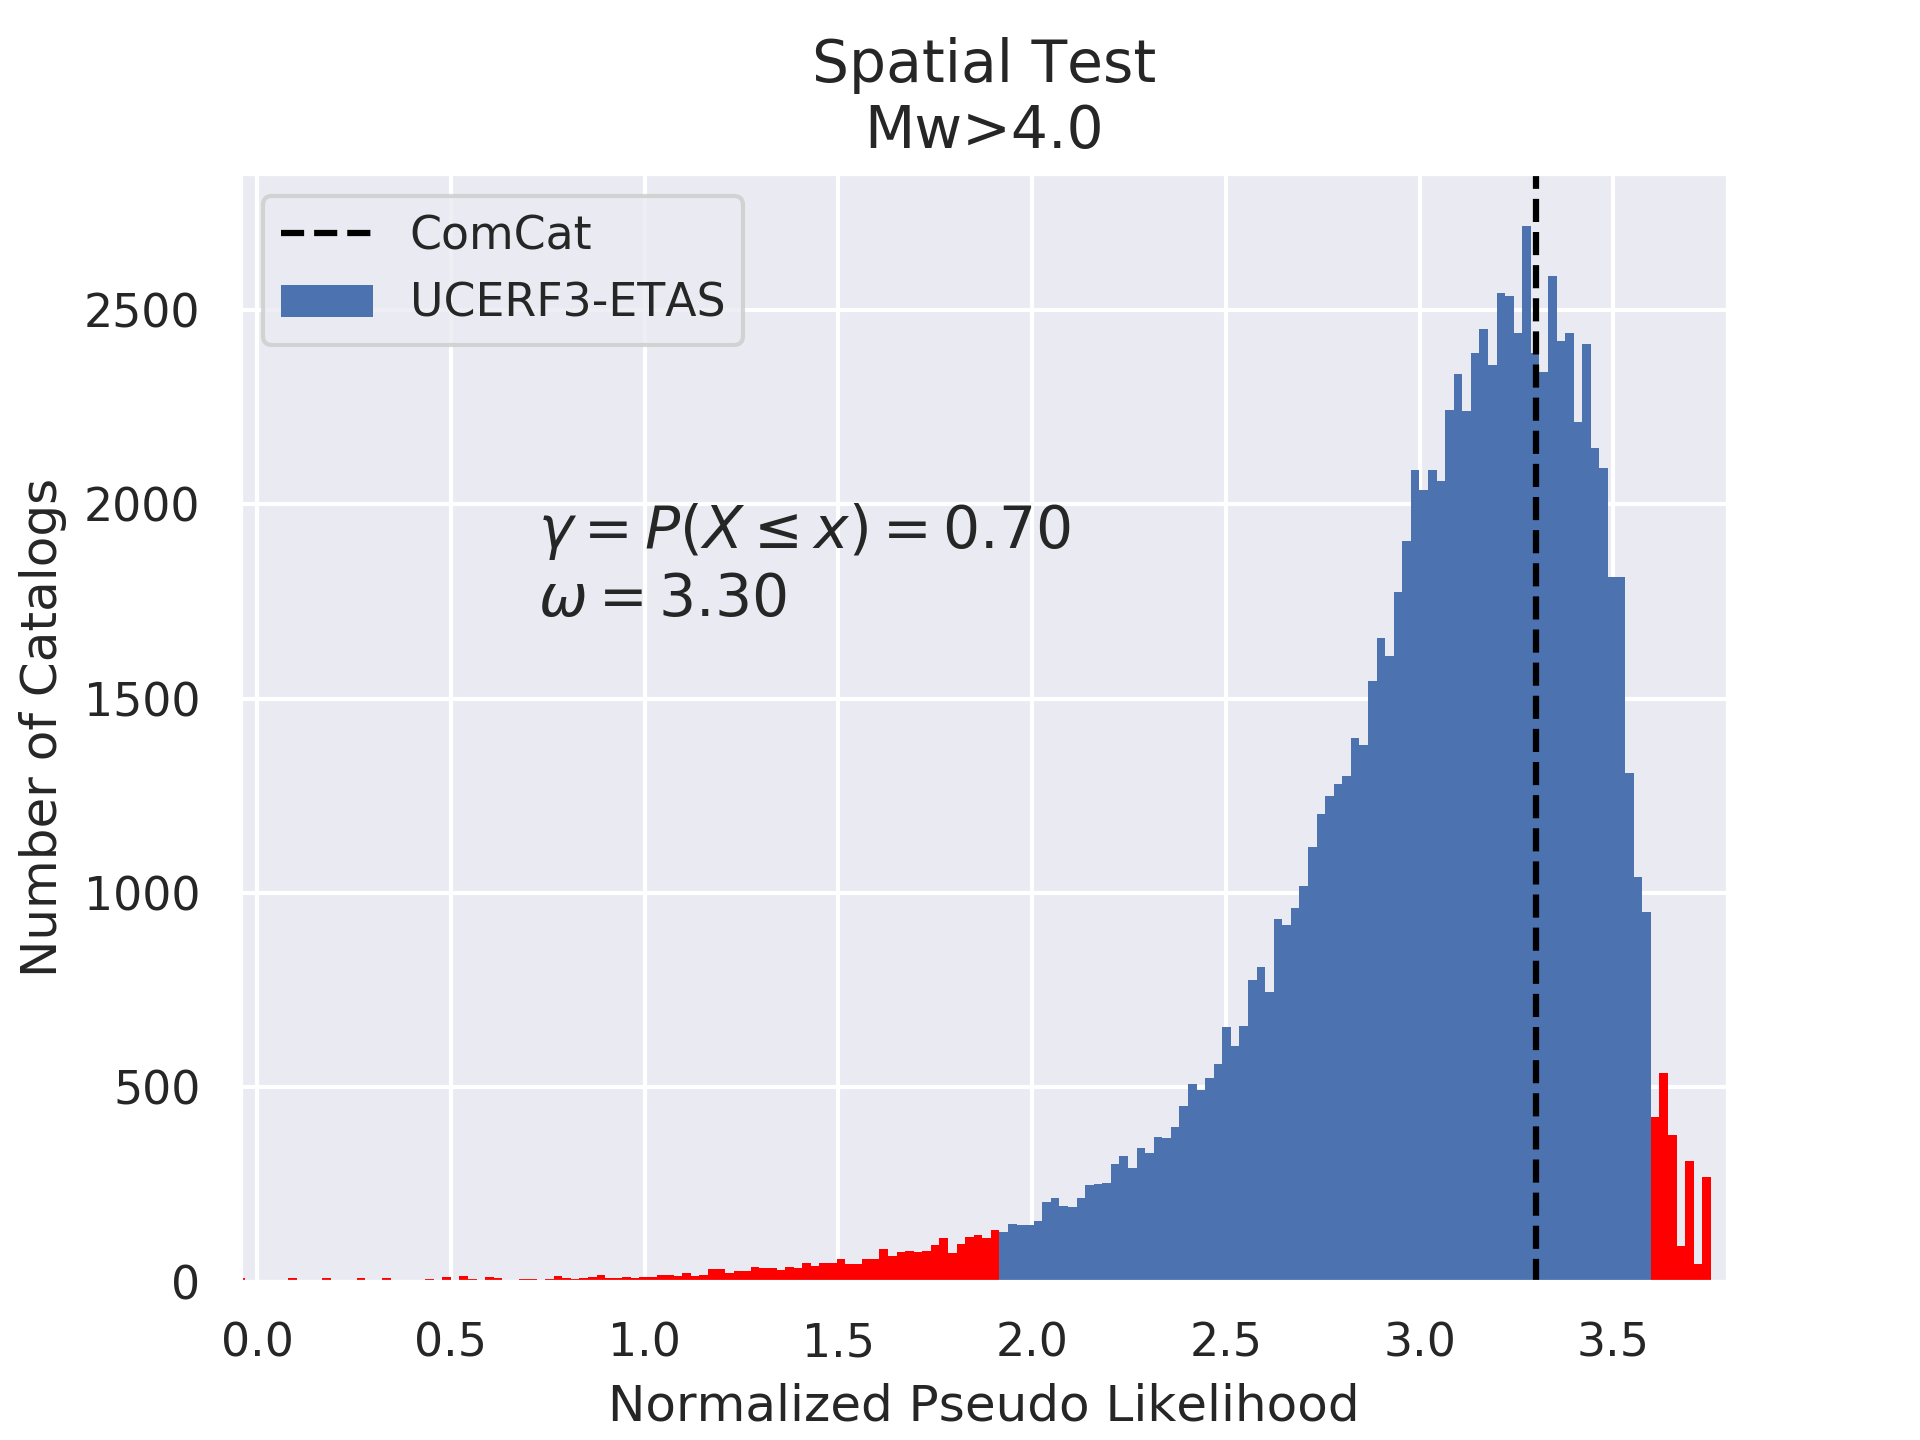 Spatial Test
Mw>4.0
ComCat
UCERF3-ETAS
γ = P(X ≤ x) = 0.70
ω = 3.30
Number of Catalogs
2500
2000
1500
1000
500
0
0.0 0.5 1.0 1.5 2.0 2.5 3.0 3.5
Normalized Pseudo Likelihood